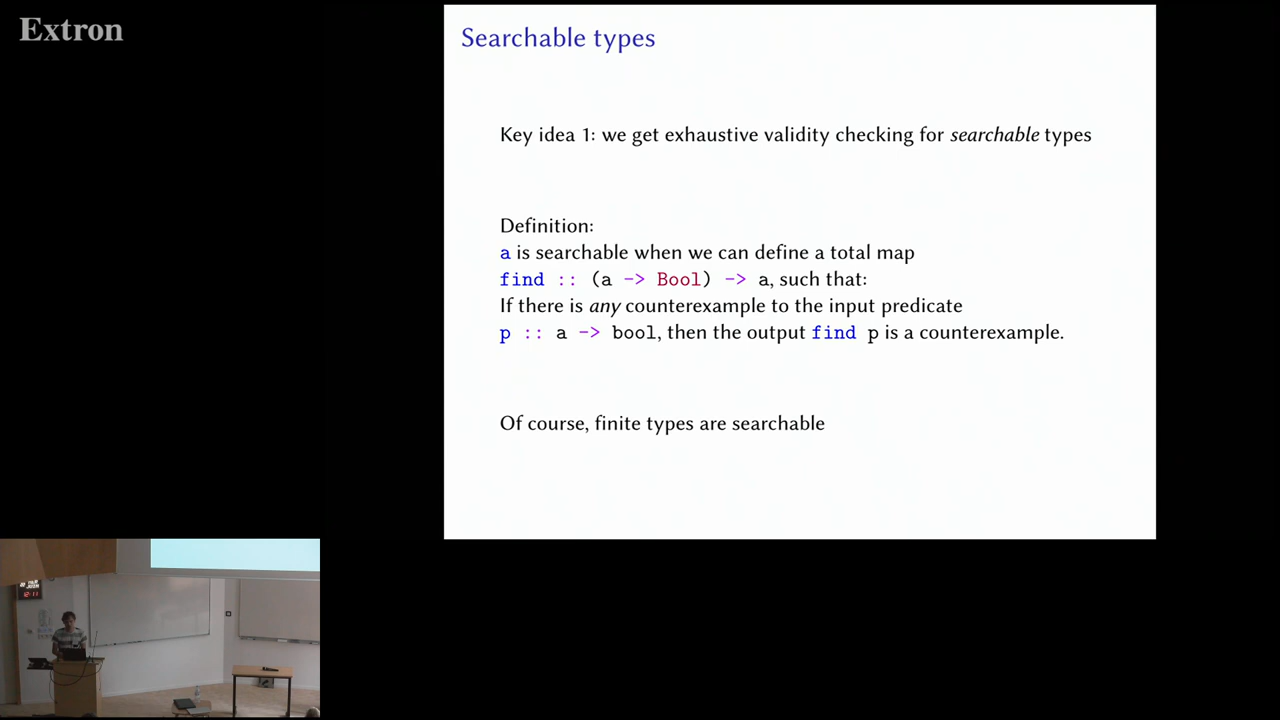 Extron
Searchable types
Key idea 1: we get exhaustive validity checking for searchable types
Definition:
a is searchable when we can define a total map
find :: (a -> Bool) -> a, such that:
If there is any counterexample to the input predicate
p :: a -> bool, then the output find p is a counterexample.
Of course, finite types are searchable
12:11